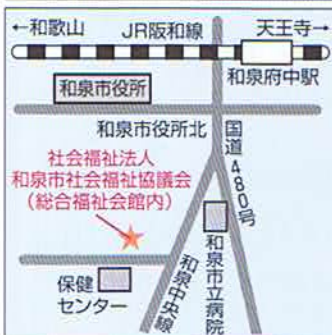 ←和歌山
JR阪和線
天王寺→
和泉府中駅
和泉市役所
和泉市役所北
国道480号
社会福祉法人
和泉市社会福祉協議会
（総合福祉会館内）
和泉市立病院
和泉中央線
保健
センター